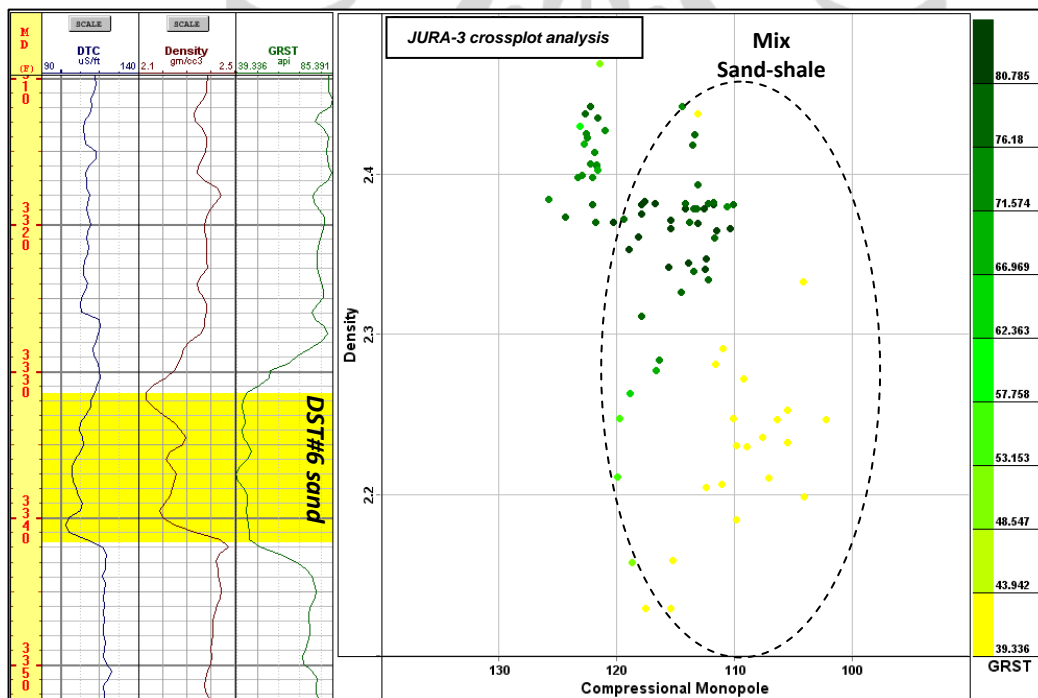 SCALE
SCALE
M
D
(F)
DTC
uS/ft
90
140
Density
gm/cc3
2.1
2.5
GRST
api
39.336
85.391
310
3320
3330
3340
3350
DST#6 sand
JURA-3 crossplot analysis
Mix
Sand-shale
Density
2.4
2.3
2.2
130
120
110
100
Compressional Monopole
80.785
76.18
71.574
66.969
62.363
57.758
53.153
48.547
43.942
39.336
GRST